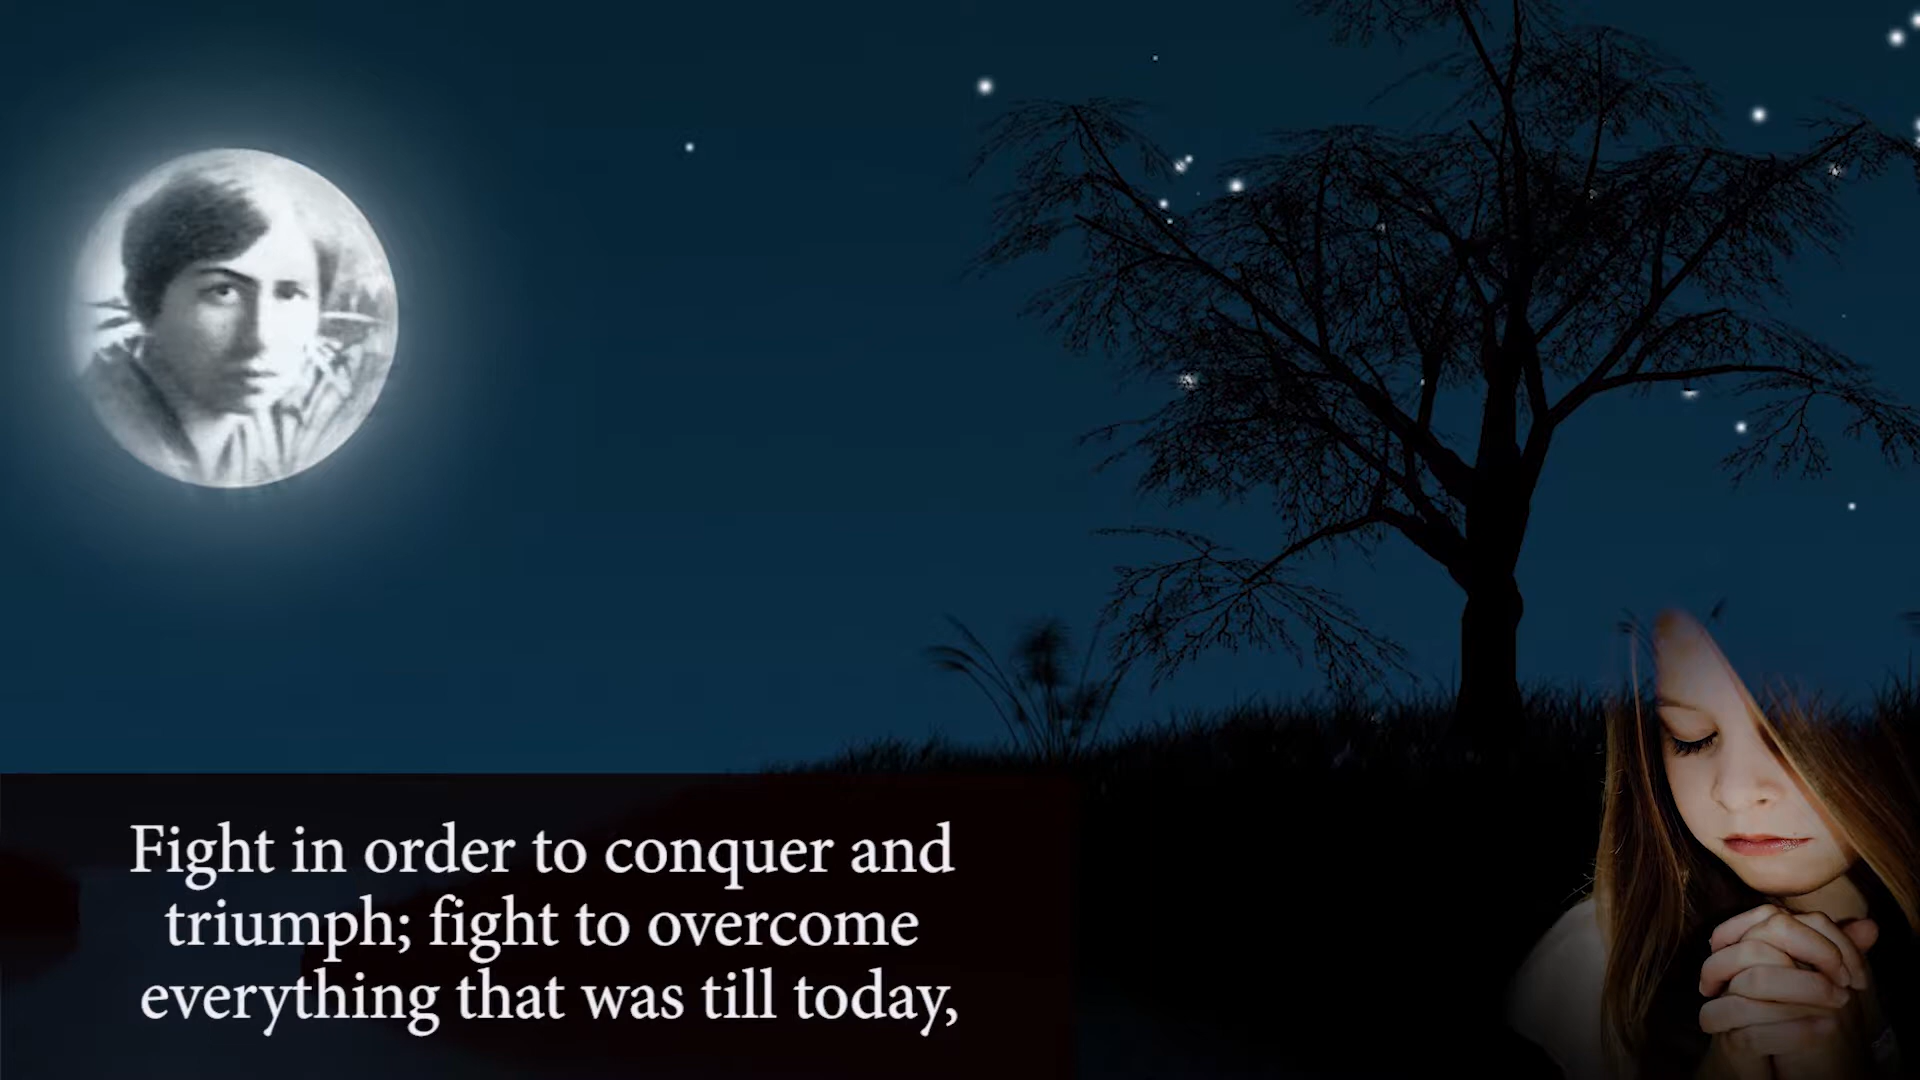 Fight in order to conquer and
triumph; fight to overcome
everything that was till today,